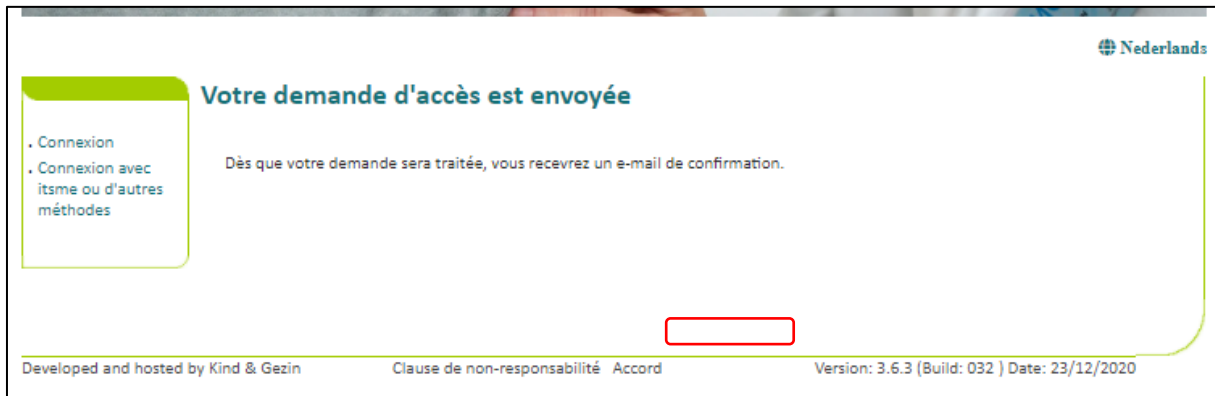 Nederlands
Votre demande d'accès est envoyée
. Connexion
. Connexion avec
itsme ou d'autres
méthodes
Dès que votre demande sera traitée, vous recevrez un e-mail de confirmation.
Developed and hosted by Kind & Gezin Clause de non-responsabilité Accord Version: 3.6.3 (Build: 032 ) Date: 23/12/2020